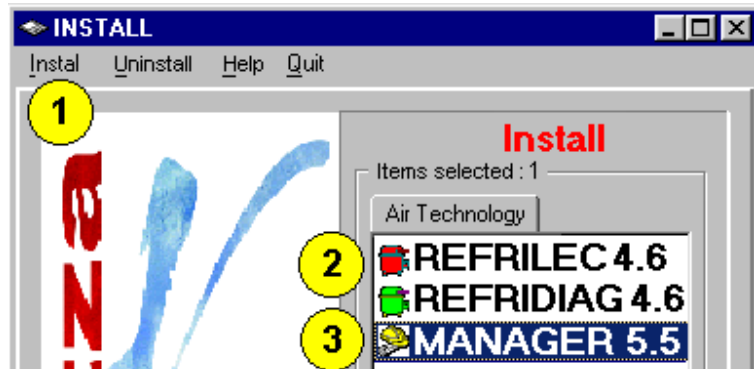 INSTALL
Instal Uninstall Help Quit
1
Install
Items selected : 1
Air Technology
2
REFRILEC 4.6
REFRIDIAG 4.6
3
MANAGER 5.5